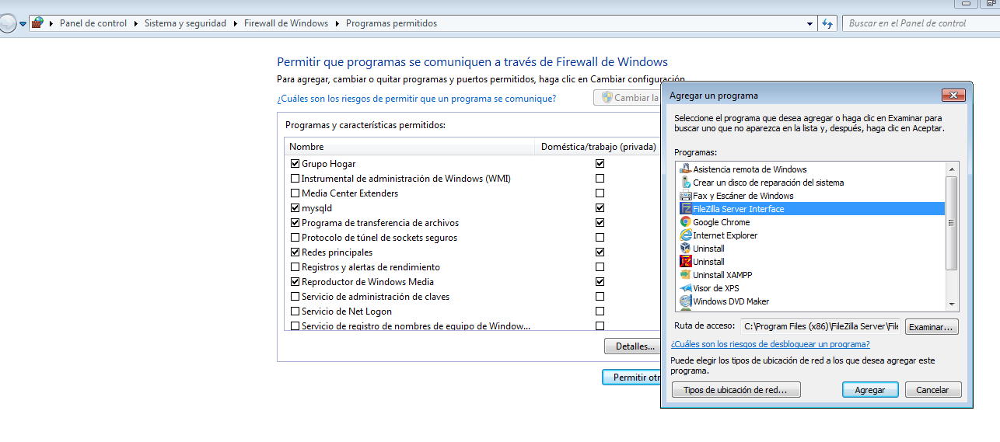 Panel de control Sistema y seguridad Firewall de Windows Programas permitidos
Buscar en el Panel de control
Permitir que programas se comuniquen a través de Firewall de Windows
Para agregar, cambiar o quitar programas y puertos permitidos, haga clic en Cambiar configuración.
¿Cuáles son los riesgos de permitir que un programa se comunique?
Cambiar la
Programas y características permitidos:
Nombre Doméstica/trabajo (privada)
Grupo Hogar
Instrumental de administración de Windows (WMI)
Media Center Extenders
mysqld
Programa de transferencia de archivos
Protocolo de túnel de sockets seguros
Redes principales
Registros y alertas de rendimiento
Reproductor de Windows Media
Servicio de administración de claves
Servicio de Net Logon
Servicio de registro de nombres de equipo de Window...
Detalles...
Permitir otr
Agregar un programa
Seleccione el programa que desea agregar o haga clic en Examinar para
buscar uno que no aparezca en la lista y, después, haga clic en Aceptar.
Programas:
Asistencia remota de Windows
Crear un disco de reparación del sistema
Fax y Escáner de Windows
FileZilla Server Interface
Google Chrome
Internet Explorer
Uninstall
Uninstall
Uninstall XAMPP
Visor de XPS
Windows DVD Maker
Ruta de acceso: C:\Program Files (x86)\FileZilla Server\File Examinar...
¿Cuáles son los riesgos de desbloquear un programa?
Puede elegir los tipos de ubicación de red a los que desea agregar este
programa.
Tipos de ubicación de red... Agregar Cancelar